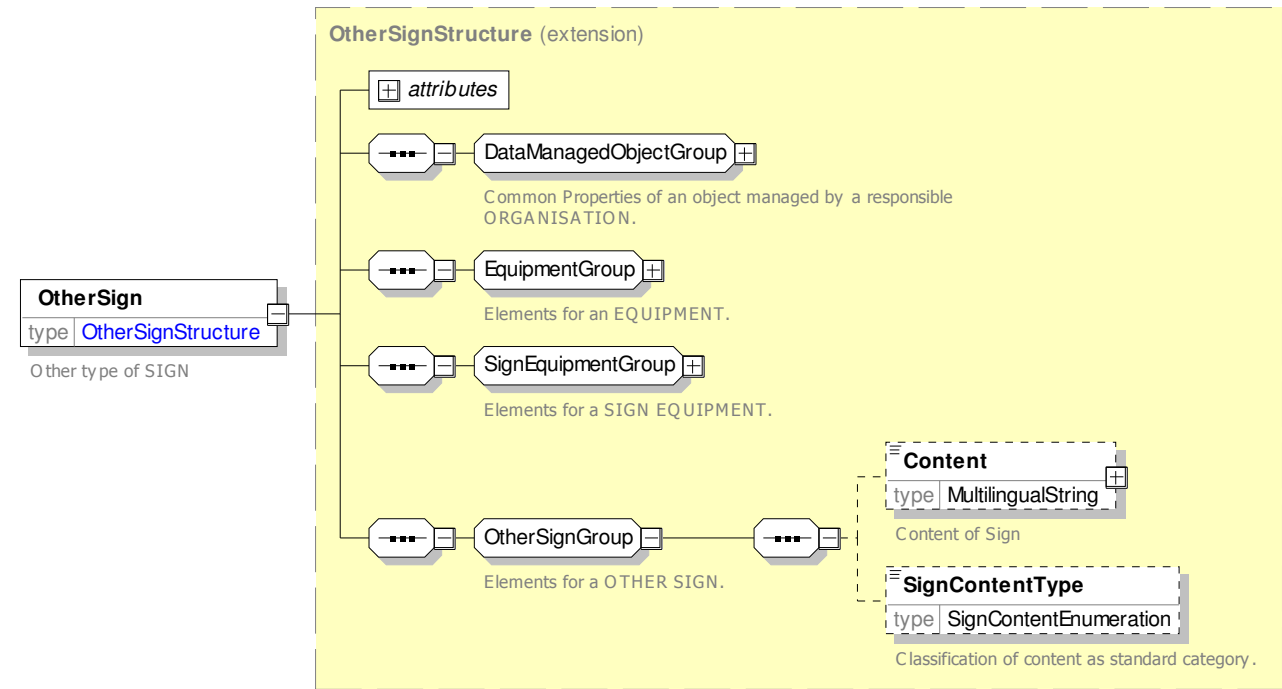 OtherSignStructure (extension)
attributes
DataManagedObjectGroup
Common Properties of an object managed by a responsible
ORGANISATION.
EquipmentGroup
Elements for an EQUIPMENT.
OtherSign
type OtherSignStructure
Other type of SIGN
SignEquipmentGroup
Elements for a SIGN EQUIPMENT.
Content
type MultilingualString
Content of Sign
OtherSignGroup
Elements for a OTHER SIGN.
SignContentType
type SignContentEnumeration
Classification of content as standard category.